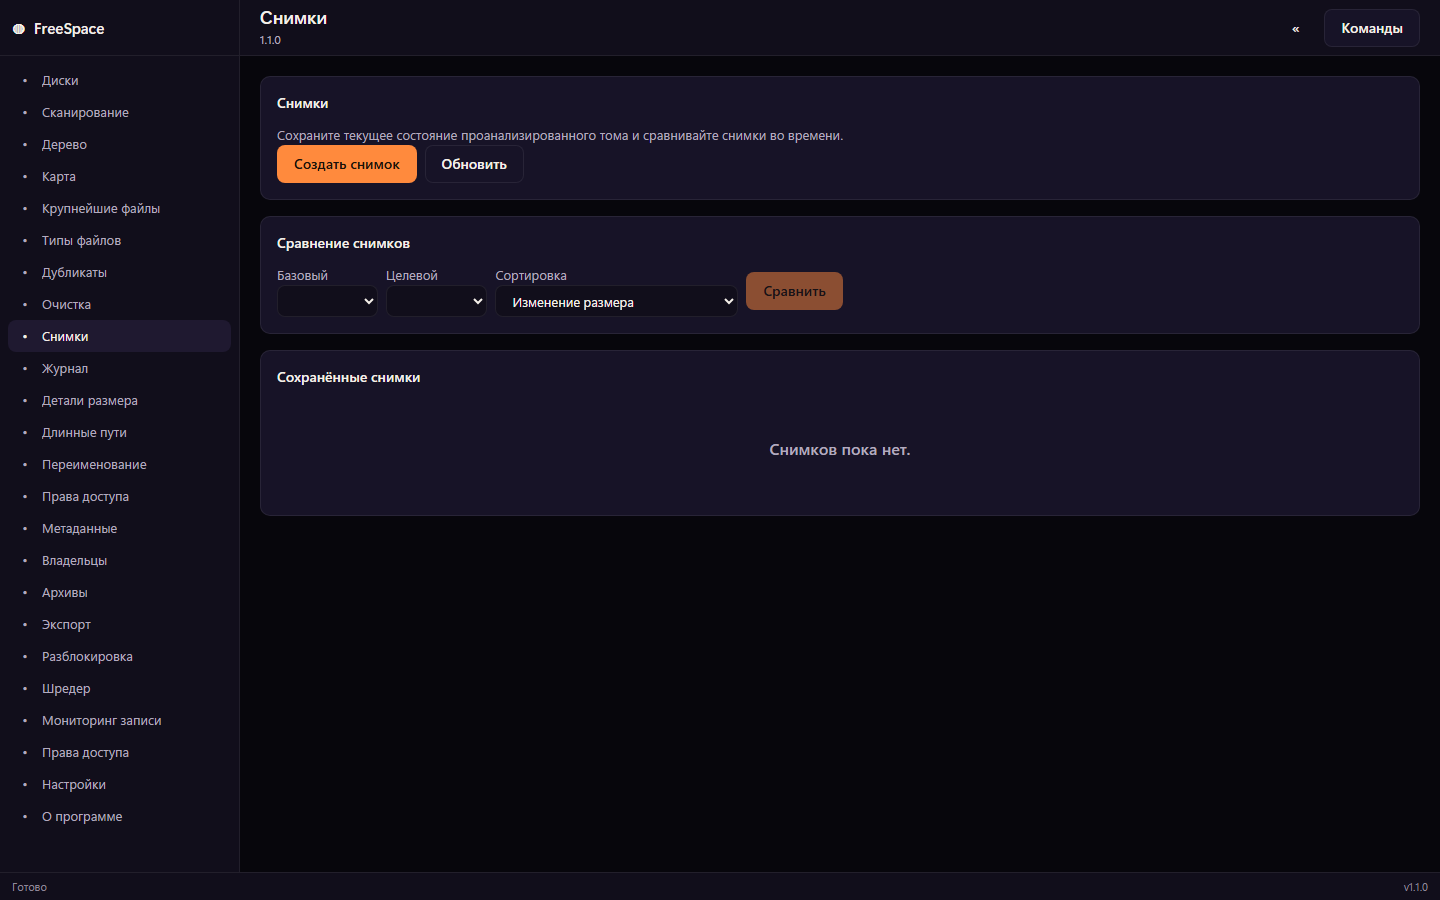 FreeSpace
Снимки
1.1.0
«
Команды
Диски
Сканирование
Дерево
Карта
Крупнейшие файлы
Типы файлов
Дубликаты
Очистка
Снимки
Журнал
Детали размера
Длинные пути
Переименование
Права доступа
Метаданные
Владельцы
Архивы
Экспорт
Разблокировка
Шредер
Мониторинг записи
Права доступа
Настройки
О программе
Снимки
Сохраните текущее состояние проанализированного тома и сравнивайте снимки во времени.
Создать снимок
Обновить
Сравнение снимков
Базовый
Целевой
Сортировка
Изменение размера
Сравнить
Сохранённые снимки
Снимков пока нет.
Готово
v1.1.0